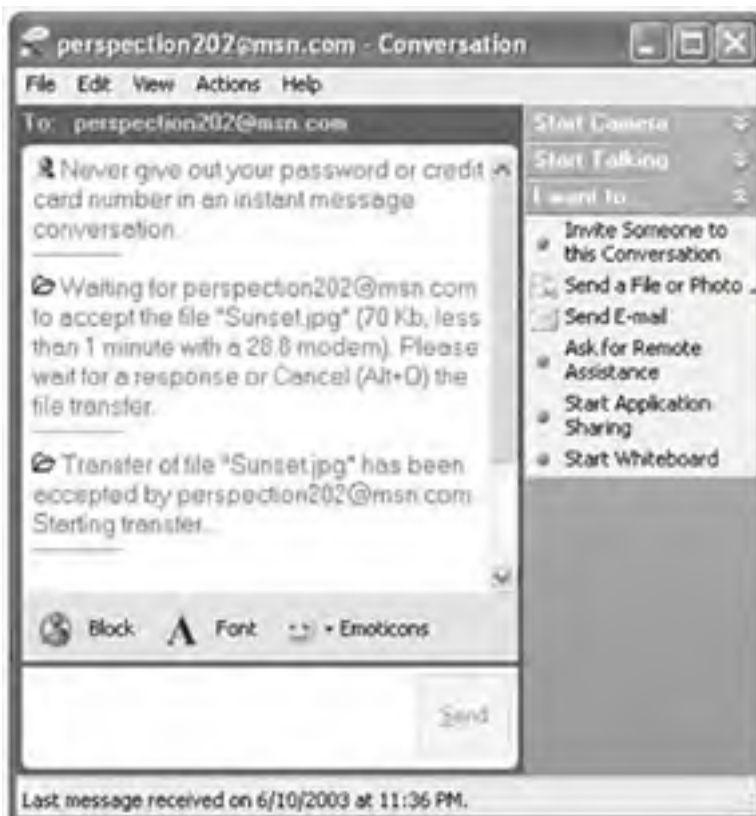 perspection202@msn.com - Conversation
File Edit View Actions Help
To: perspection202@msn.com
Never give out your password or credit
card number in an instant message
conversation.
Waiting for perspection202@msn.com
to accept the file "Sunset.jpg" (70 Kb, less
than 1 minute with a 28.8 modem). Please
wait for a response or Cancel (Alt+Q) the
file transfer.
Transfer of file "Sunset.jpg" has been
accepted by perspection202@msn.com
Starting transfer...
Block Font Emoticons
Send
Last message received on 6/10/2003 at 11:36 PM.
Start Camera
Start Talking
I want to...
Invite Someone to
this Conversation
Send a File or Photo ..
Send E-mail
Ask for Remote
Assistance
Start Application
Sharing
Start Whiteboard